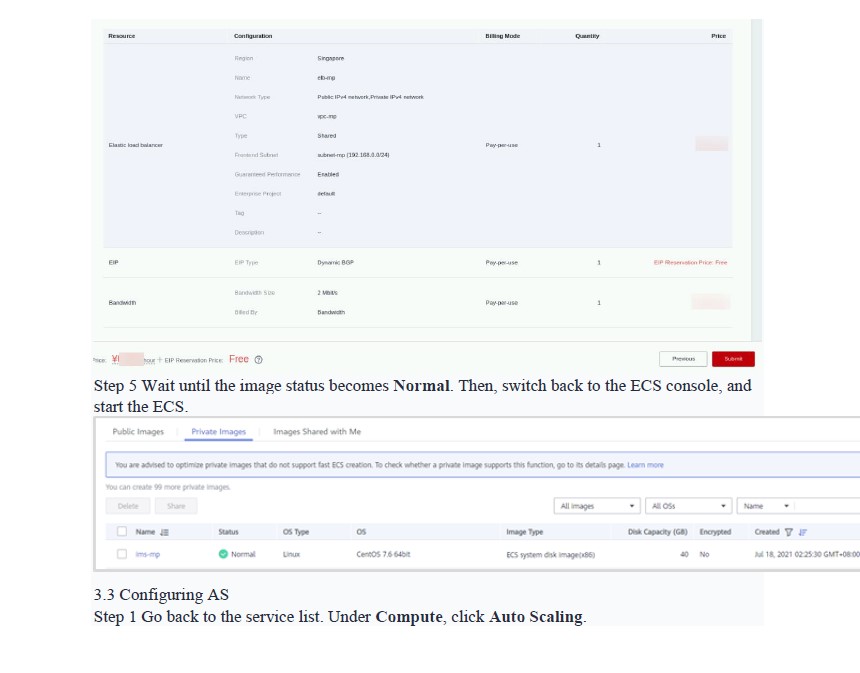 Resource Configuration Billing Mode Quantity Price
Region Singapore
Name elb-mp
Network Type Public IPv4 network,Private IPv4 network
VPC vpc-mp
Type Shared
Elastic load balancer Pay-per-use 1
Frontend Subnet subnet-mp (192.168.0.0/24)
Guaranteed Performance Enabled
Enterprise Project default
Tag --
Description --
EIP EIP Type Dynamic BGP Pay-per-use 1 EIP Reservation Price: Free
Bandwidth Size 2 Mbit/s
Bandwidth Pay-per-use 1
Billed By Bandwidth
Price: ¥ hour + EIP Reservation Price: Free Previous Submit
Step 5 Wait until the image status becomes Normal. Then, switch back to the ECS console, and
start the ECS.
Public Images Private Images Images Shared with Me
You are advised to optimize private images that do not support fast ECS creation. To check whether a private image supports this function, go to its details page. Learn more
You can create 99 more private images.
Delete Share All Images All OSs Name
Name Status OS Type OS Image Type Disk Capacity (GB) Encrypted Created
ims-mp Normal Linux CentOS 7.6 64bit ECS system disk image(x86) 40 No Jul 18, 2021 02:25:30 GMT+08:00
3.3 Configuring AS
Step 1 Go back to the service list. Under Compute, click Auto Scaling.